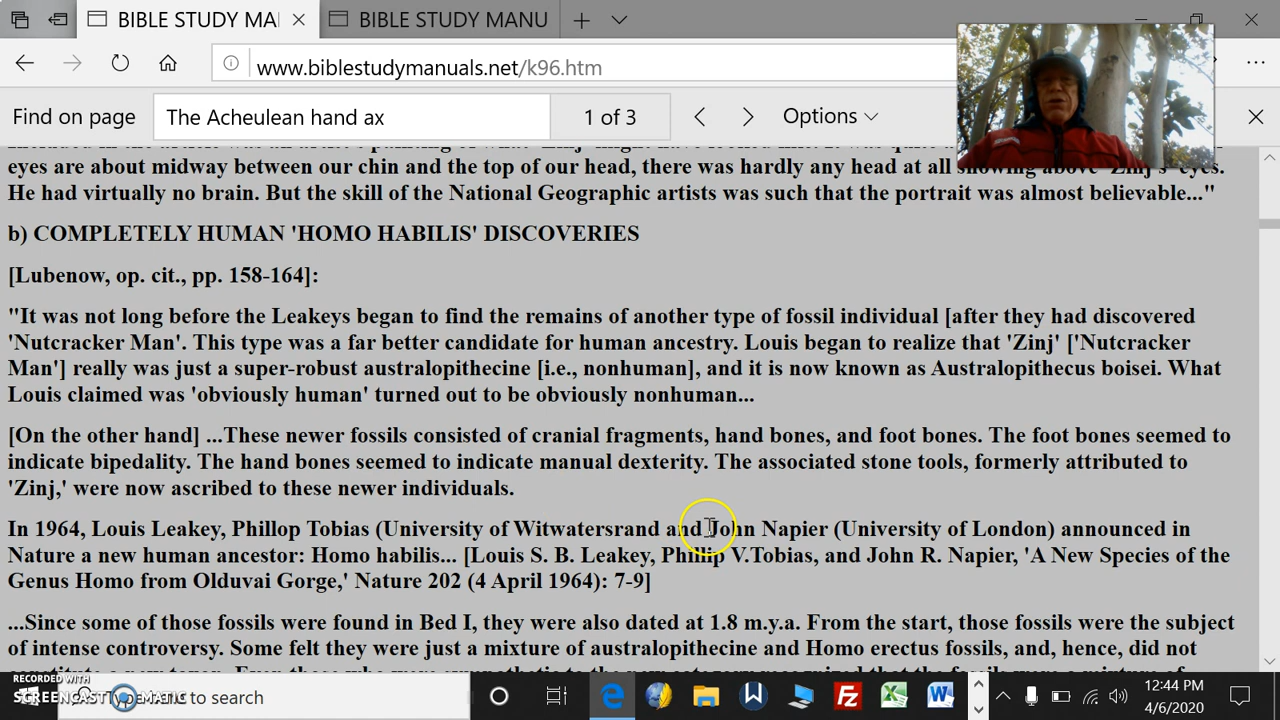 BIBLE STUDY MA
BIBLE STUDY MANU
www.biblestudymanuals.net/k96.htm
Find on page
The Acheulean hand ax
1 of 3
Options
eyes are about midway between our chin and the top of our head, there was hardly any head at all showing above 'Zinj's' eyes.
He had virtually no brain. But the skill of the National Geographic artists was such that the portrait was almost believable..."
b) COMPLETELY HUMAN 'HOMO HABILIS' DISCOVERIES
[Lubenow, op. cit., pp. 158-164]:
"It was not long before the Leakeys began to find the remains of another type of fossil individual [after they had discovered
'Nutcracker Man'. This type was a far better candidate for human ancestry. Louis began to realize that 'Zinj' ['Nutcracker
Man'] really was just a super-robust australopithecine [i.e., nonhuman], and it is now known as Australopithecus boisei. What
Louis claimed was 'obviously human' turned out to be obviously nonhuman...
[On the other hand] ...These newer fossils consisted of cranial fragments, hand bones, and foot bones. The foot bones seemed to
indicate bipedality. The hand bones seemed to indicate manual dexterity. The associated stone tools, formerly attributed to
'Zinj,' were now ascribed to these newer individuals.
In 1964, Louis Leakey, Phillop Tobias (University of Witwatersrand and John Napier (University of London) announced in
Nature a new human ancestor: Homo habilis... [Louis S. B. Leakey, Philip V.Tobias, and John R. Napier, 'A New Species of the
Genus Homo from Olduvai Gorge,' Nature 202 (4 April 1964): 7-9]
...Since some of those fossils were found in Bed I, they were also dated at 1.8 m.y.a. From the start, those fossils were the subject
of intense controversy. Some felt they were just a mixture of australopithecine and Homo erectus fossils, and, hence, did not
RECORDED WITH
SCREENCAST-O-MATIC
Type here to search
12:44 PM
4/6/2020